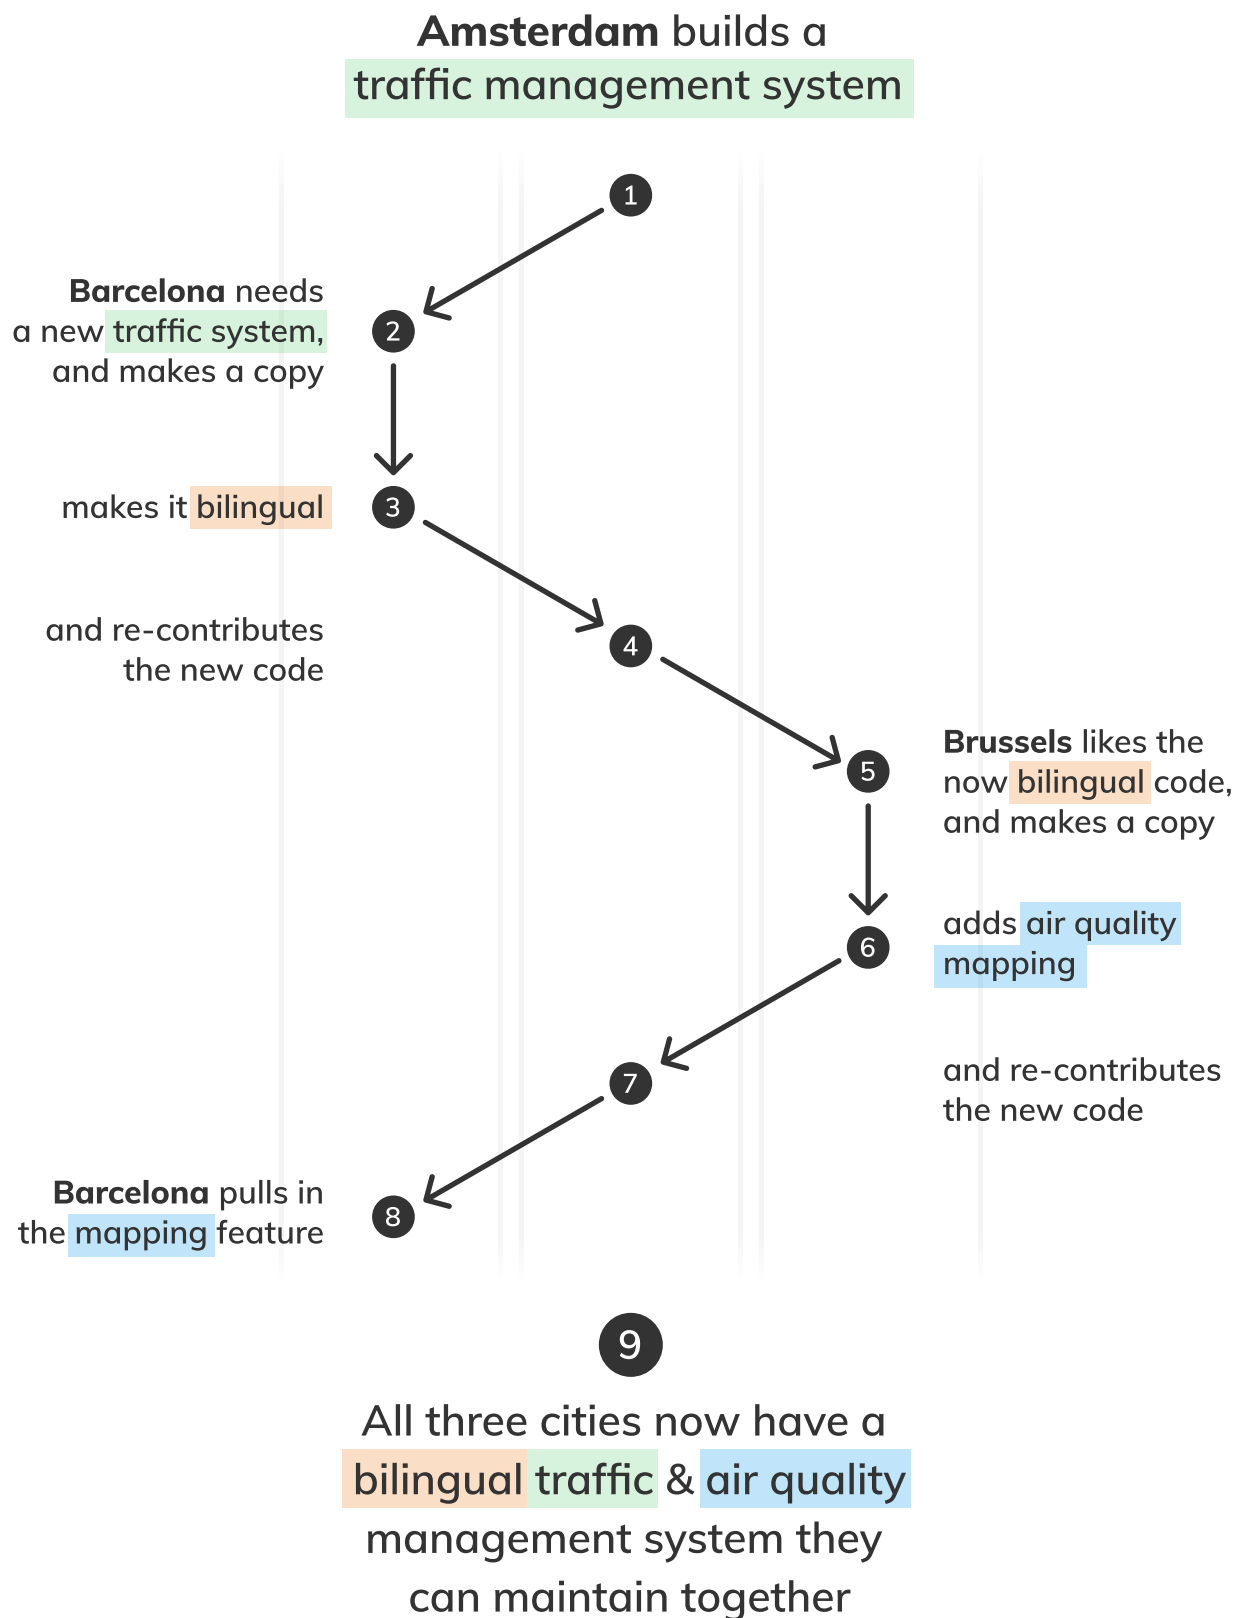 Amsterdam builds a
traffic management system
1
Barcelona needs
a new traffic system,
and makes a copy
2
makes it bilingual
3
and re-contributes
the new code
4
5
Brussels likes the
now bilingual code,
and makes a copy
6
adds air quality
mapping
7
and re-contributes
the new code
Barcelona pulls in
the mapping feature
8
9
All three cities now have a
bilingual traffic & air quality
management system they
can maintain together